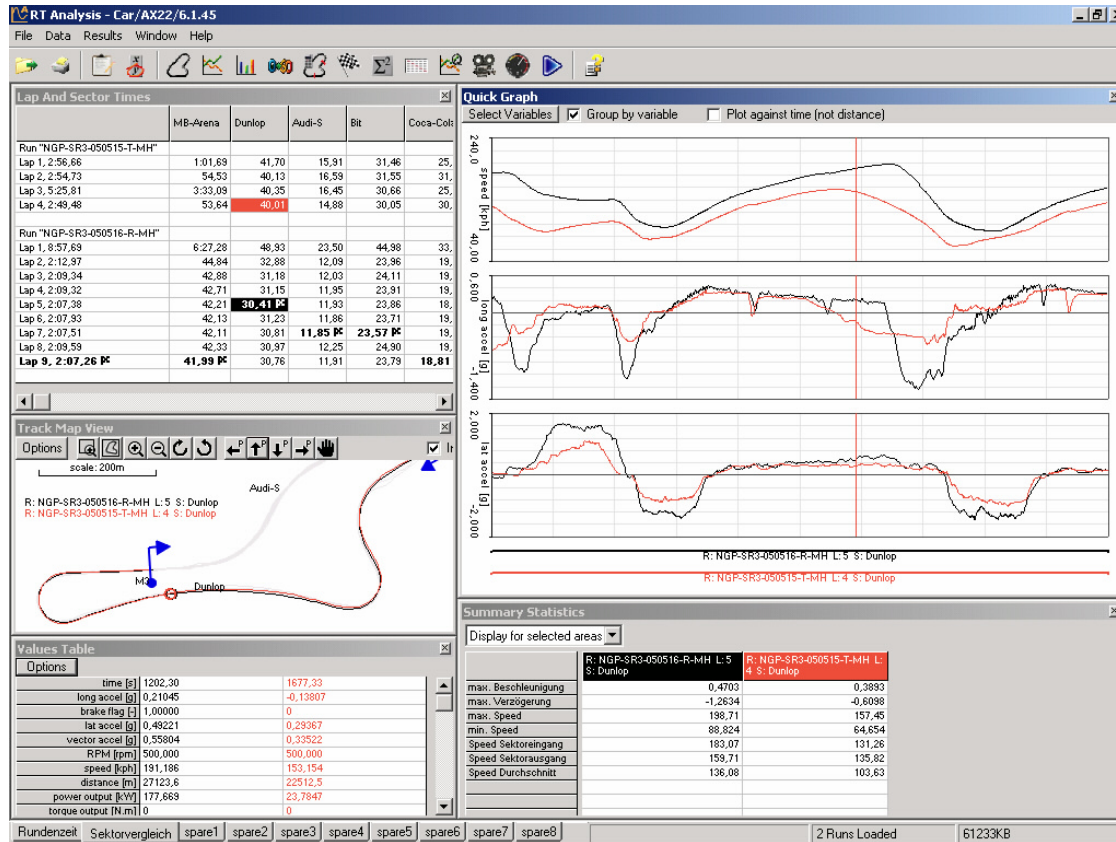 RT Analysis - Car/AX22/6.1.45
File Data Results Window Help
Lap And Sector Times
MB-Arena Dunlop Audi-S Bit Coca-Cola
Run "NGP-SR3-050515-T-MH"
Lap 1, 2:56,66 1:01,69 41,70 15,91 31,46 25,
Lap 2, 2:54,73 54,53 40,13 16,59 31,55 31,
Lap 3, 5:25,81 3:33,09 40,35 16,45 30,66 25,
Lap 4, 2:49,48 53,64 40,01 14,88 30,05 30,
Run "NGP-SR3-050516-R-MH"
Lap 1, 8:57,69 6:27,28 48,93 23,50 44,98 33,
Lap 2, 2:12,97 44,84 32,88 12,09 23,96 19,
Lap 3, 2:09,34 42,88 31,18 12,03 24,11 19,
Lap 4, 2:09,32 42,71 31,15 11,95 23,91 19,
Lap 5, 2:07,38 42,21 30,41 11,93 23,86 18,
Lap 6, 2:07,93 42,13 31,23 11,86 23,71 19,
Lap 7, 2:07,51 42,11 30,81 11,85 23,57 19,
Lap 8, 2:09,59 42,33 30,97 12,25 24,90 19,
Lap 9, 2:07,26 41,99 30,76 11,91 23,79 18,81
Track Map View
Options
scale: 200m
Audi-S
R: NGP-SR3-050516-R-MH L: 5 S: Dunlop
R: NGP-SR3-050515-T-MH L: 4 S: Dunlop
Dunlop
Values Table
Options
time [s] 1202,30 1677,33
long accel [g] 0,21045 -0,13807
brake flag [-] 1,00000 0
lat accel [g] 0,49221 0,29367
vector accel [g] 0,55804 0,33522
RPM [rpm] 500,000 500,000
speed [kph] 191,186 153,154
distance [m] 27123,6 22512,5
power output [kW] 177,669 23,7847
torque output [N.m] 0 0
Quick Graph
Select Variables Group by variable Plot against time (not distance)
240,0
speed [kph]
40,00
0,600
long accel [g]
-1,400
2,000
lat accel [g]
-2,000
R: NGP-SR3-050516-R-MH L: 5 S: Dunlop
R: NGP-SR3-050515-T-MH L: 4 S: Dunlop
Summary Statistics
Display for selected areas
R: NGP-SR3-050516-R-MH L: 5 R: NGP-SR3-050515-T-MH L:
S: Dunlop 4 S: Dunlop
max. Beschleunigung 0,4703 0,3893
max. Verzögerung -1,2634 -0,6098
max. Speed 198,71 157,45
min. Speed 88,824 64,654
Speed Sektoreingang 183,07 131,26
Speed Sektorausgang 159,71 135,82
Speed Durchschnitt 136,08 103,63
Rundenzeit Sektorvergleich spare1 spare2 spare3 spare4 spare5 spare6 spare7 spare8 2 Runs Loaded 61233KB